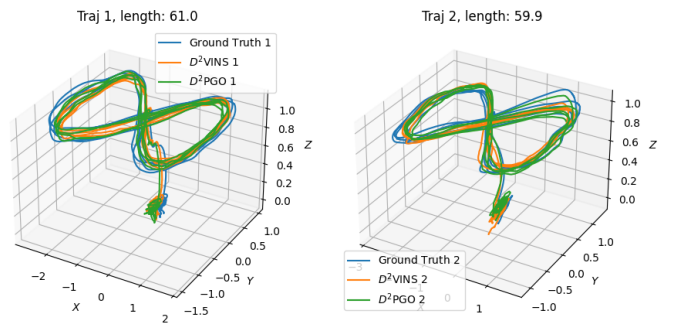 Traj 1, length: 61.0
Ground Truth 1
D²VINS 1
D²PGO 1
1.0
0.8
0.6
0.4
0.2
0.0
Z
1.0
0.5
0.0
−0.5
−1.0
−1.5
Y
−2
−1
0
1
2
X
Traj 2, length: 59.9
1.0
0.8
0.6
0.4
0.2
0.0
Z
1.0
0.5
0.0
−0.5
−1.0
Y
−3
−1
0
1
Ground Truth 2
D²VINS 2
D²PGO 2